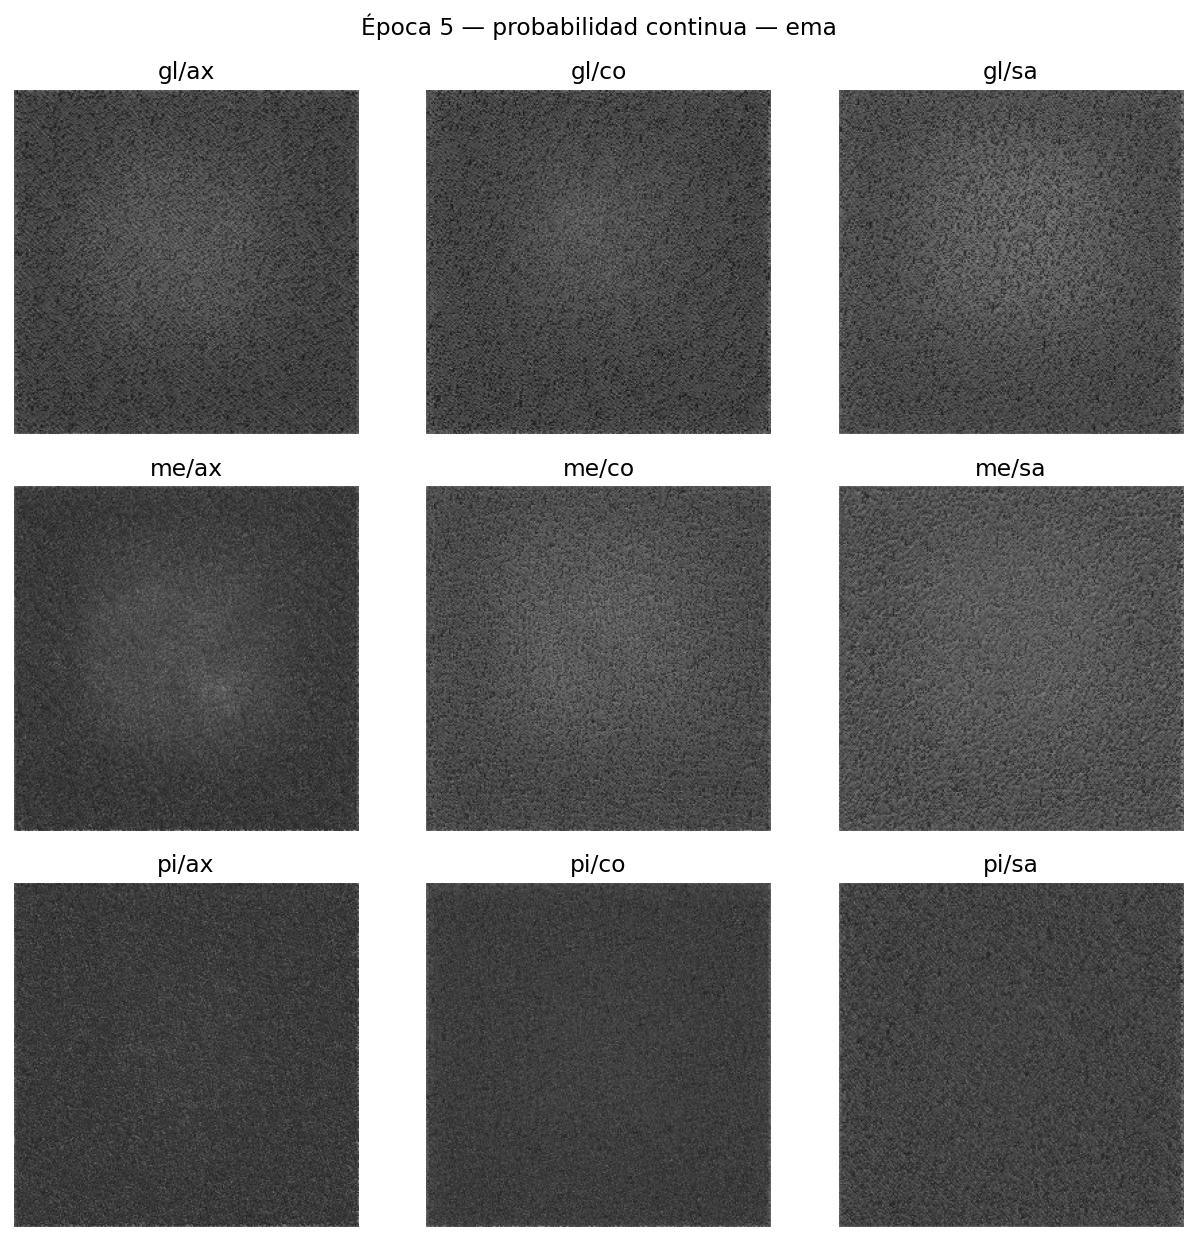 Época 5 — probabilidad continua — ema
gl/ax
gl/co
gl/sa
me/ax
me/co
me/sa
pi/ax
pi/co
pi/sa